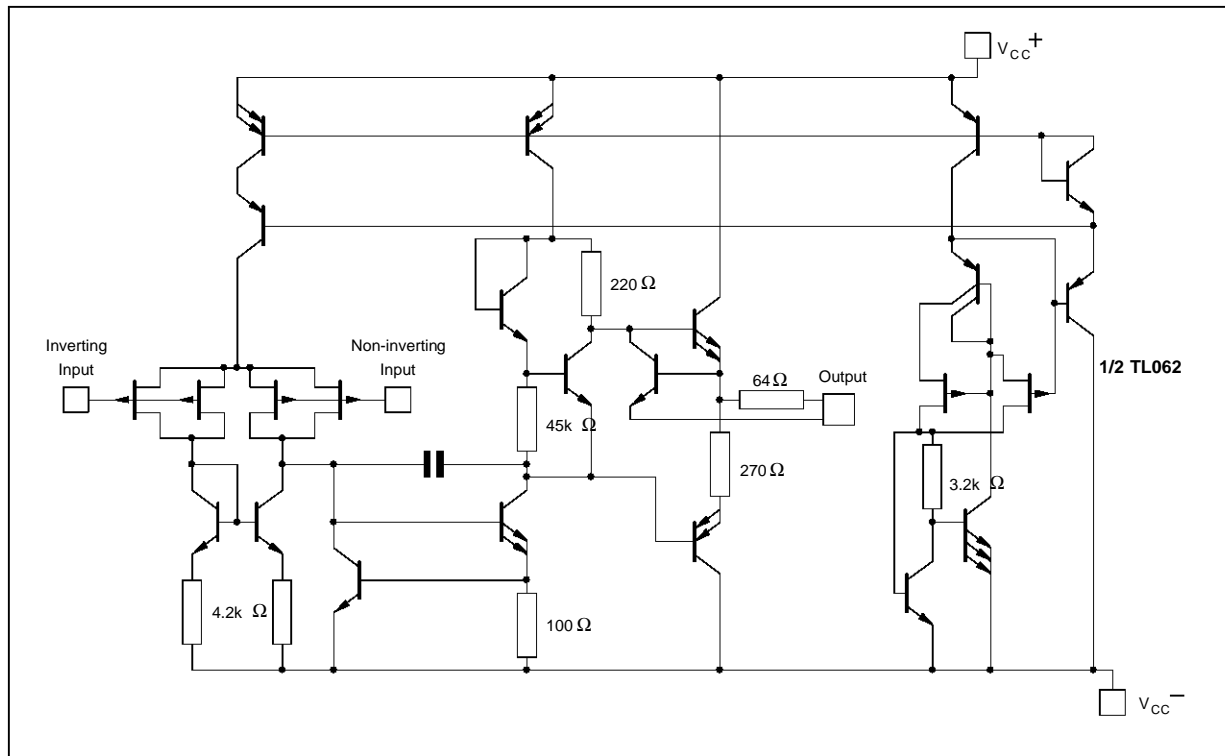 VCC+
220 Ω
Inverting
Input
Non-inverting
Input
64 Ω
Output
1/2 TL062
45k Ω
270 Ω
3.2k Ω
4.2k Ω
100 Ω
VCC−